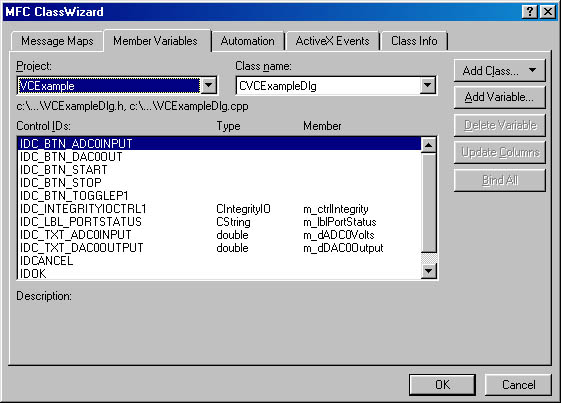 MFC ClassWizard
Message Maps Member Variables Automation ActiveX Events Class Info
Project: Class name:
VCExample CVCExampleDlg Add Class...
c:\...\VCExampleDlg.h, c:\...\VCExampleDlg.cpp Add Variable...
Control IDs: Type Member Delete Variable
IDC_BTN_ADC0INPUT
IDC_BTN_DAC0OUT Update Columns
IDC_BTN_START
IDC_BTN_STOP Bind All
IDC_BTN_TOGGLEP1
IDC_INTEGRITYIOCTRL1 CIntegrityIO m_ctrlIntegrity
IDC_LBL_PORTSTATUS CString m_lblPortStatus
IDC_TXT_ADC0INPUT double m_dADC0Volts
IDC_TXT_DAC0OUTPUT double m_dDAC0Output
IDCANCEL
IDOK
Description:
OK Cancel